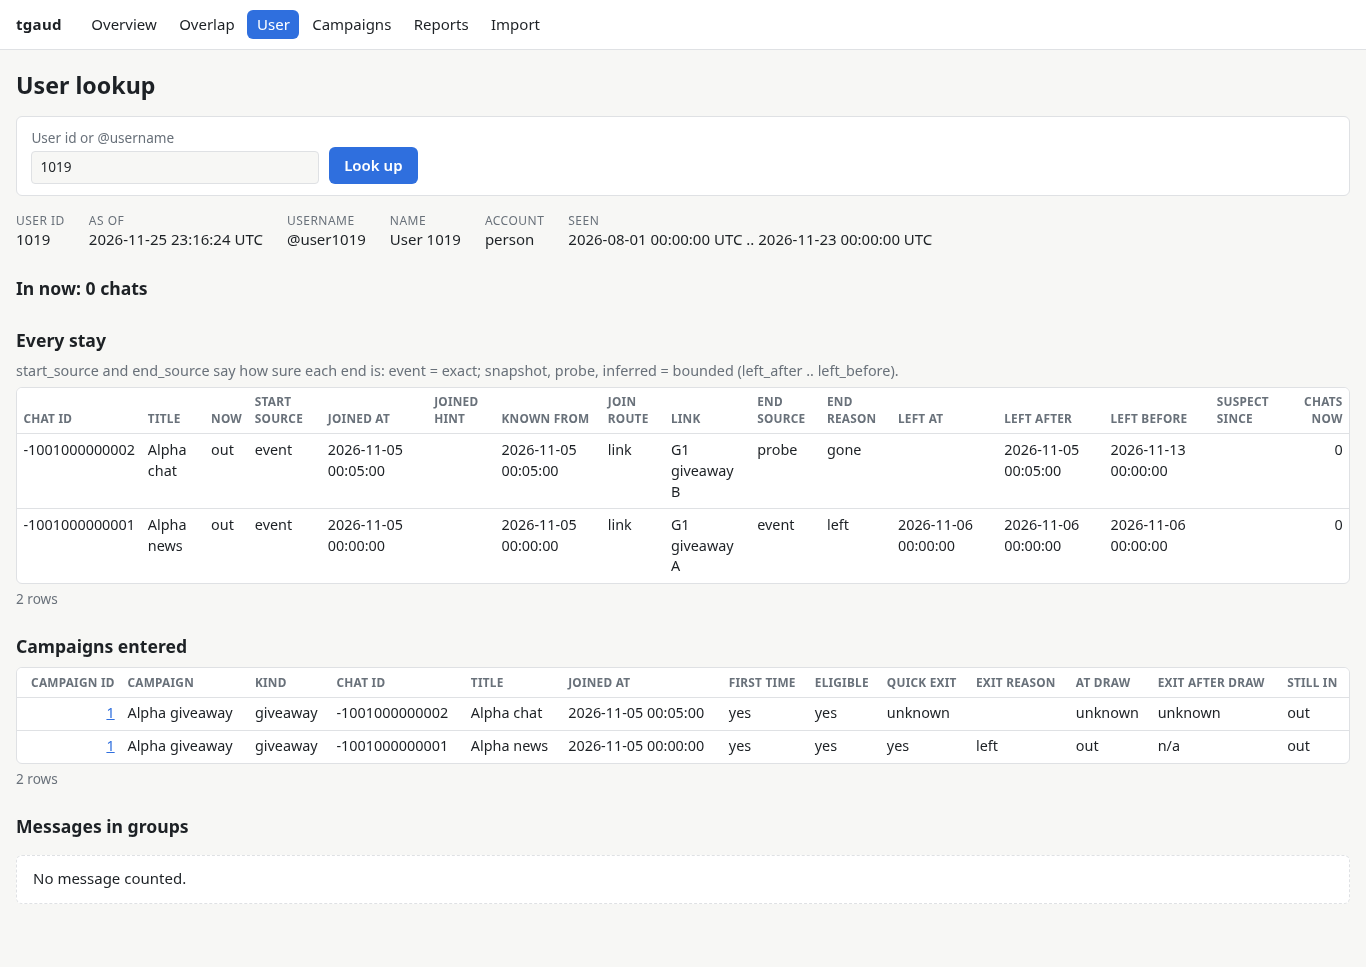 tgaud Overview Overlap User Campaigns Reports Import
User lookup
User id or @username
1019 Look up
USER ID AS OF USERNAME NAME ACCOUNT SEEN
1019 2026-11-25 23:16:24 UTC @user1019 User 1019 person 2026-08-01 00:00:00 UTC .. 2026-11-23 00:00:00 UTC
In now: 0 chats
Every stay
start_source and end_source say how sure each end is: event = exact; snapshot, probe, inferred = bounded (left_after .. left_before).
START JOINED JOIN END END SUSPECT CHATS
CHAT ID TITLE NOW SOURCE JOINED AT HINT KNOWN FROM ROUTE LINK SOURCE REASON LEFT AT LEFT AFTER LEFT BEFORE SINCE NOW
-1001000000002 Alpha out event 2026-11-05 2026-11-05 link G1 probe gone 2026-11-05 2026-11-13 0
chat 00:05:00 00:05:00 giveaway 00:05:00 00:00:00
B
-1001000000001 Alpha out event 2026-11-05 2026-11-05 link G1 event left 2026-11-06 2026-11-06 2026-11-06 0
news 00:00:00 00:00:00 giveaway 00:00:00 00:00:00 00:00:00
A
2 rows
Campaigns entered
CAMPAIGN ID CAMPAIGN KIND CHAT ID TITLE JOINED AT FIRST TIME ELIGIBLE QUICK EXIT EXIT REASON AT DRAW EXIT AFTER DRAW STILL IN
1 Alpha giveaway giveaway -1001000000002 Alpha chat 2026-11-05 00:05:00 yes yes unknown unknown unknown out
1 Alpha giveaway giveaway -1001000000001 Alpha news 2026-11-05 00:00:00 yes yes yes left out n/a out
2 rows
Messages in groups
No message counted.